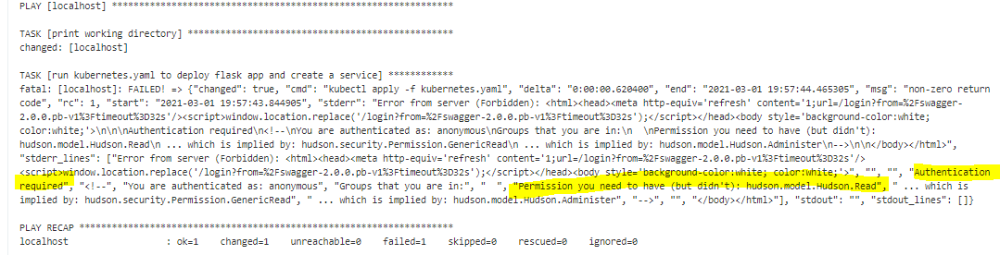 PLAY [localhost] **************************************************************
TASK [print working directory] ************************************************
changed: [localhost]
TASK [run kubernetes.yaml to deploy flask app and create a service] ************
fatal: [localhost]: FAILED! => {"changed": true, "cmd": "kubectl apply -f kubernetes.yaml", "delta": "0:00:00.620400", "end": "2021-03-01 19:57:44.465305", "msg": "non-zero return
code", "rc": 1, "start": "2021-03-01 19:57:43.844905", "stderr": "Error from server (Forbidden): <html><head><meta http-equiv='refresh' content='1;url=/login?from=%2Fswagger-
2.0.0.pb-v1%3Ftimeout%3D32s'/><script>window.location.replace('/login?from=%2Fswagger-2.0.0.pb-v1%3Ftimeout%3D32s');</script></head><body style='background-color:white;
color:white;'>\n\n\nAuthentication required\n<!--\nYou are authenticated as: anonymous\nGroups that you are in:\n  \nPermission you need to have (but didn't):
hudson.model.Hudson.Read\n ... which is implied by: hudson.security.Permission.GenericRead\n ... which is implied by: hudson.model.Hudson.Administer\n-->\n\n</body></html>",
"stderr_lines": ["Error from server (Forbidden): <html><head><meta http-equiv='refresh' content='1;url=/login?from=%2Fswagger-2.0.0.pb-v1%3Ftimeout%3D32s'/>
<script>window.location.replace('/login?from=%2Fswagger-2.0.0.pb-v1%3Ftimeout%3D32s');</script></head><body style='background-color:white; color:white;'>", "", "", "Authentication
required", "<!--", "You are authenticated as: anonymous", "Groups that you are in:", "  ", "Permission you need to have (but didn't): hudson.model.Hudson.Read", " ... which is
implied by: hudson.security.Permission.GenericRead", " ... which is implied by: hudson.model.Hudson.Administer", "-->", "", "</body></html>"], "stdout": "", "stdout_lines": []}
PLAY RECAP ********************************************************************
localhost                  : ok=1    changed=1    unreachable=0    failed=1    skipped=0    rescued=0    ignored=0